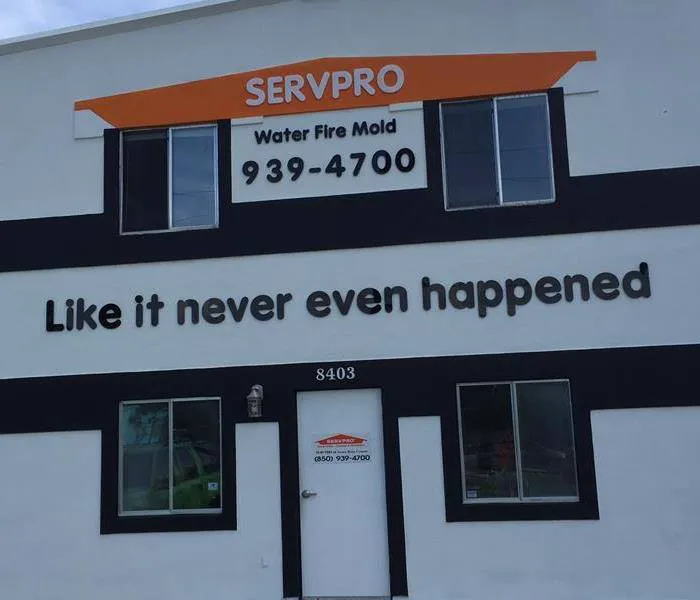 SERVPRO
Water Fire Mold
939-4700
Like it never even happened
8403
SERVPRO
(850) 939-4700